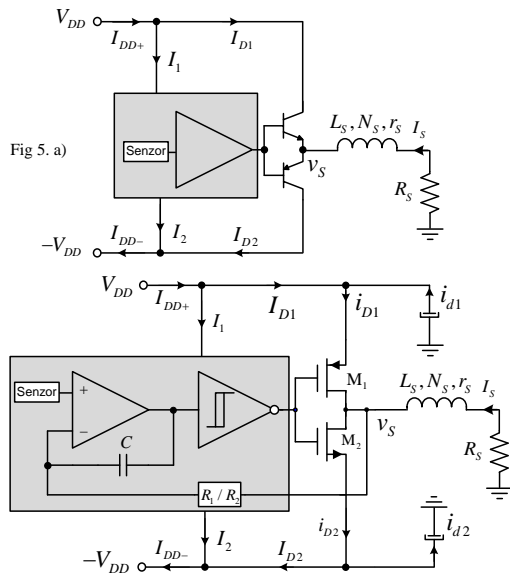 V_DD
I_DD+ I_D1
I_1
Fig 5. a)
Senzor
L_S, N_S, r_S I_S
v_S
R_S
−V_DD I_DD− I_2 I_D2
V_DD
I_DD+ I_D1 i_D1 i_d1
I_1
Senzor + −
C
M_1
M_2
L_S, N_S, r_S I_S
v_S
R_S
R_1 / R_2
i_D2
i_d2
−V_DD I_DD− I_2 I_D2